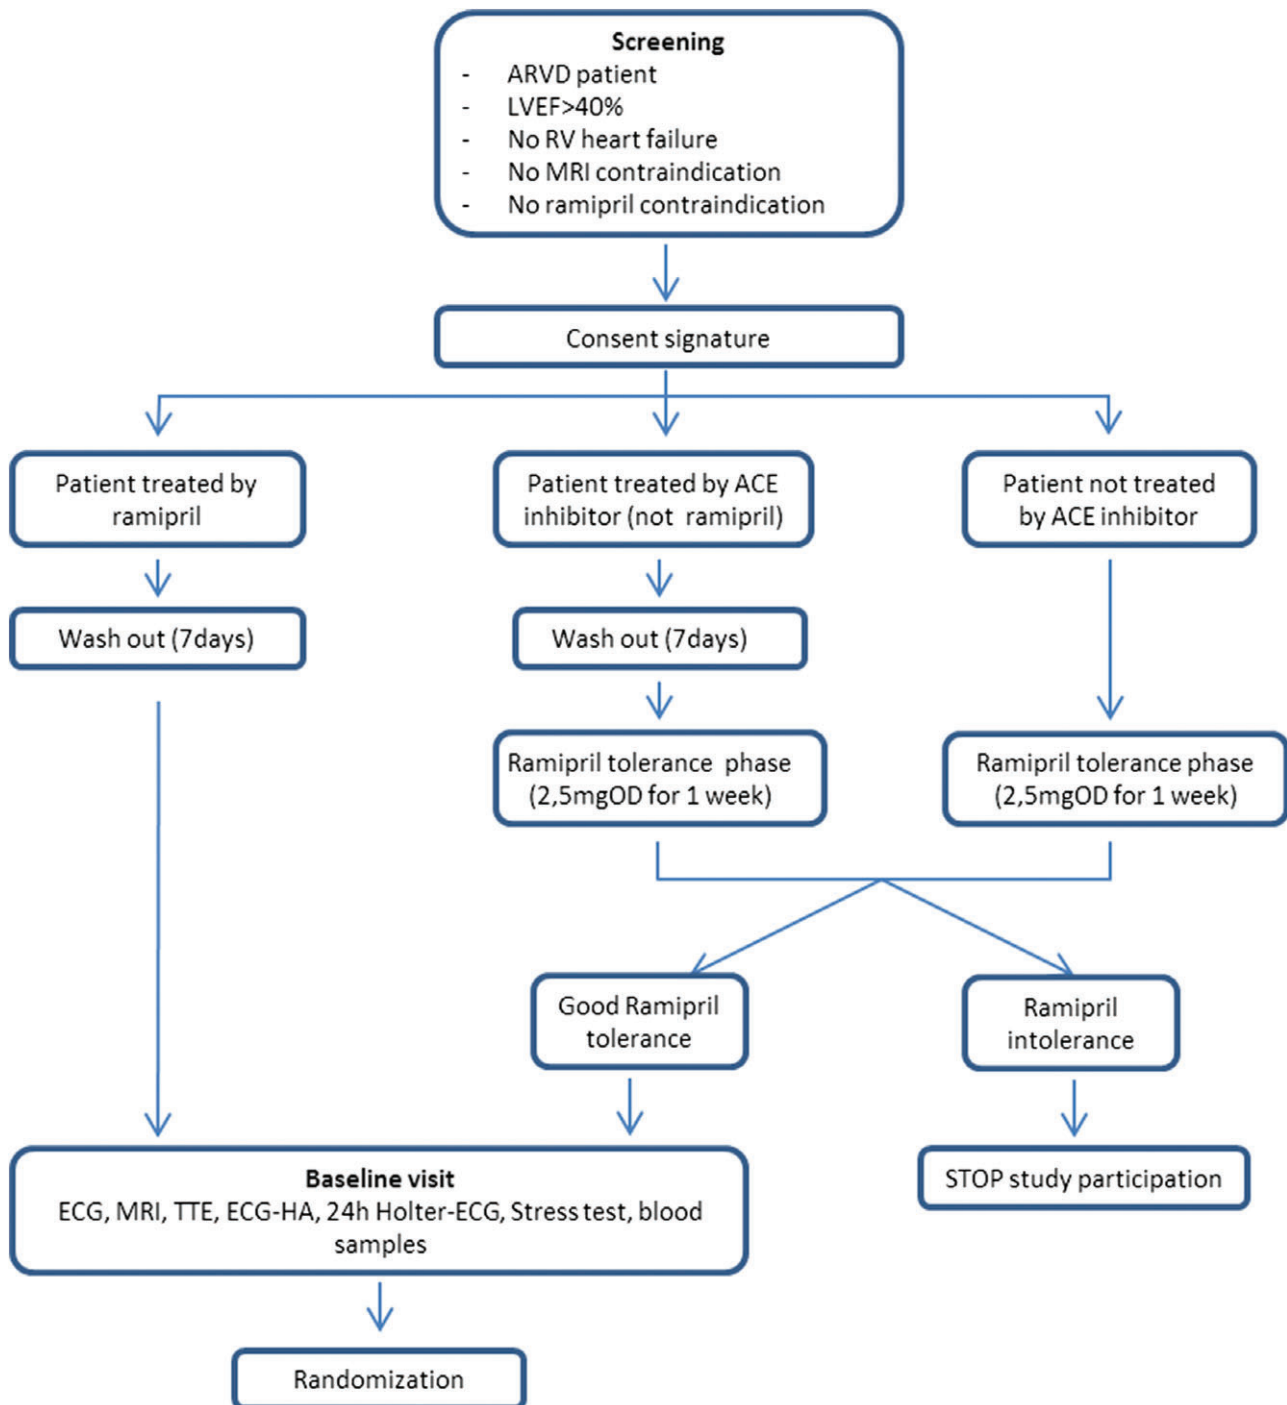 Screening
- ARVD patient
- LVEF>40%
- No RV heart failure
- No MRI contraindication
- No ramipril contraindication
Consent signature
Patient treated by
ramipril
Patient treated by ACE
inhibitor (not ramipril)
Patient not treated
by ACE inhibitor
Wash out (7days)
Wash out (7days)
Ramipril tolerance phase
(2,5mgOD for 1 week)
Ramipril tolerance phase
(2,5mgOD for 1 week)
Good Ramipril
tolerance
Ramipril
intolerance
Baseline visit
ECG, MRI, TTE, ECG-HA, 24h Holter-ECG, Stress test, blood
samples
STOP study participation
Randomization